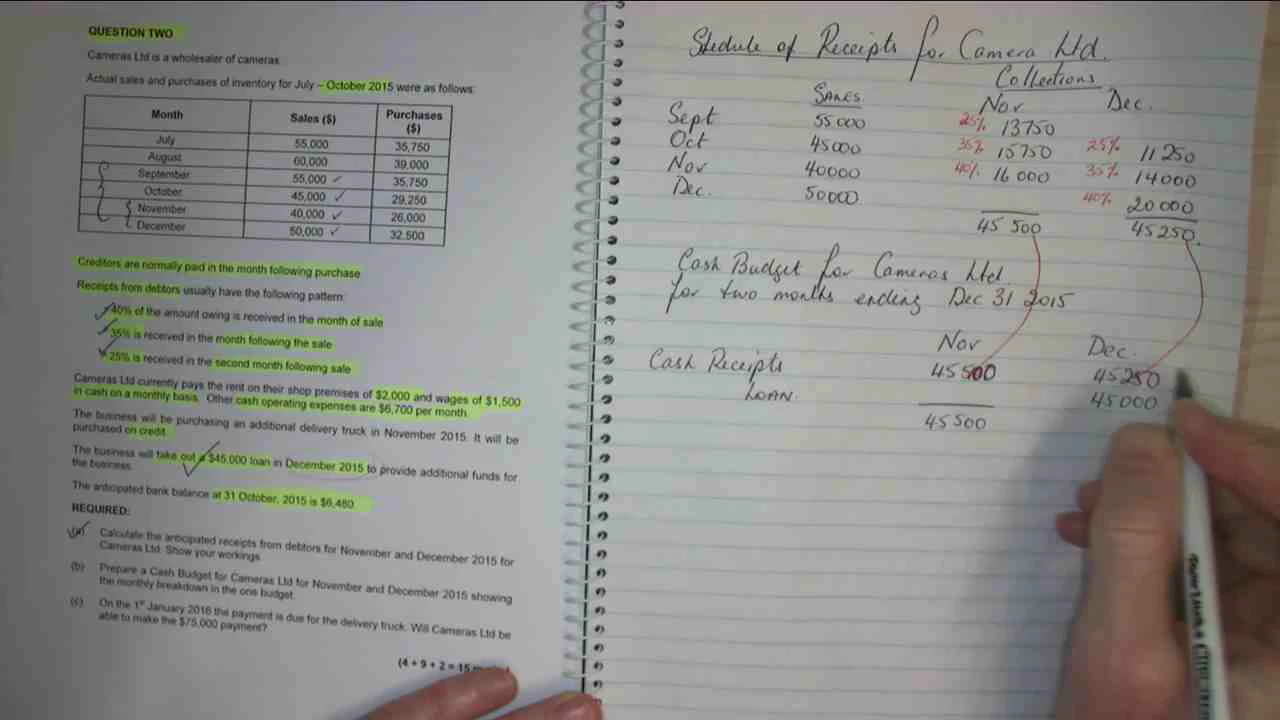 QUESTION TWO
Cameras Ltd is a wholesaler of cameras
Actual sales and purchases of inventory for July – October 2015 were as follows:
Month Sales ($) Purchases ($)
July 55,000 35,750
August 60,000 39,000
September 55,000 ✓ 35,750
October 45,000 ✓ 29,250
November 40,000 ✓ 26,000
December 50,000 ✓ 32,500
Creditors are normally paid in the month following purchase
Receipts from debtors usually have the following pattern:
40% of the amount owing is received in the month of sale
35% is received in the month following the sale
25% is received in the second month following sale
Cameras Ltd currently pays the rent on their shop premises of $2,000 and wages of $1,500
in cash on a monthly basis. Other cash operating expenses are $6,700 per month.
The business will be purchasing an additional delivery truck in November 2015. It will be
purchased on credit.
The business will take out a $45,000 loan in December 2015 to provide additional funds for
the business.
The anticipated bank balance at 31 October, 2015 is $6,480.
REQUIRED:
(a) Calculate the anticipated receipts from debtors for November and December 2015 for
Cameras Ltd. Show your workings.
(b) Prepare a Cash Budget for Cameras Ltd for November and December 2015 showing
the monthly breakdown in the one budget.
(c) On the 1st January 2016 the payment is due for the delivery truck. Will Cameras Ltd be
able to make the $75,000 payment?
(4 + 9 + 2 = 15
Shedule of Receipts for Camera Ltd.
Collections
SALES Nov Dec.
Sept 55000 25% 13750
Oct 45000 35% 15750 25% 11 250
Nov 40000 40% 16 000 35% 14000
Dec. 50000 40% 20 000
45 500 45250.
Cash Budget for Cameras Ltd.
for two months ending Dec 31 2015
Nov Dec.
Cash Receipts 45500 45250
LOAN. 45000
45 500